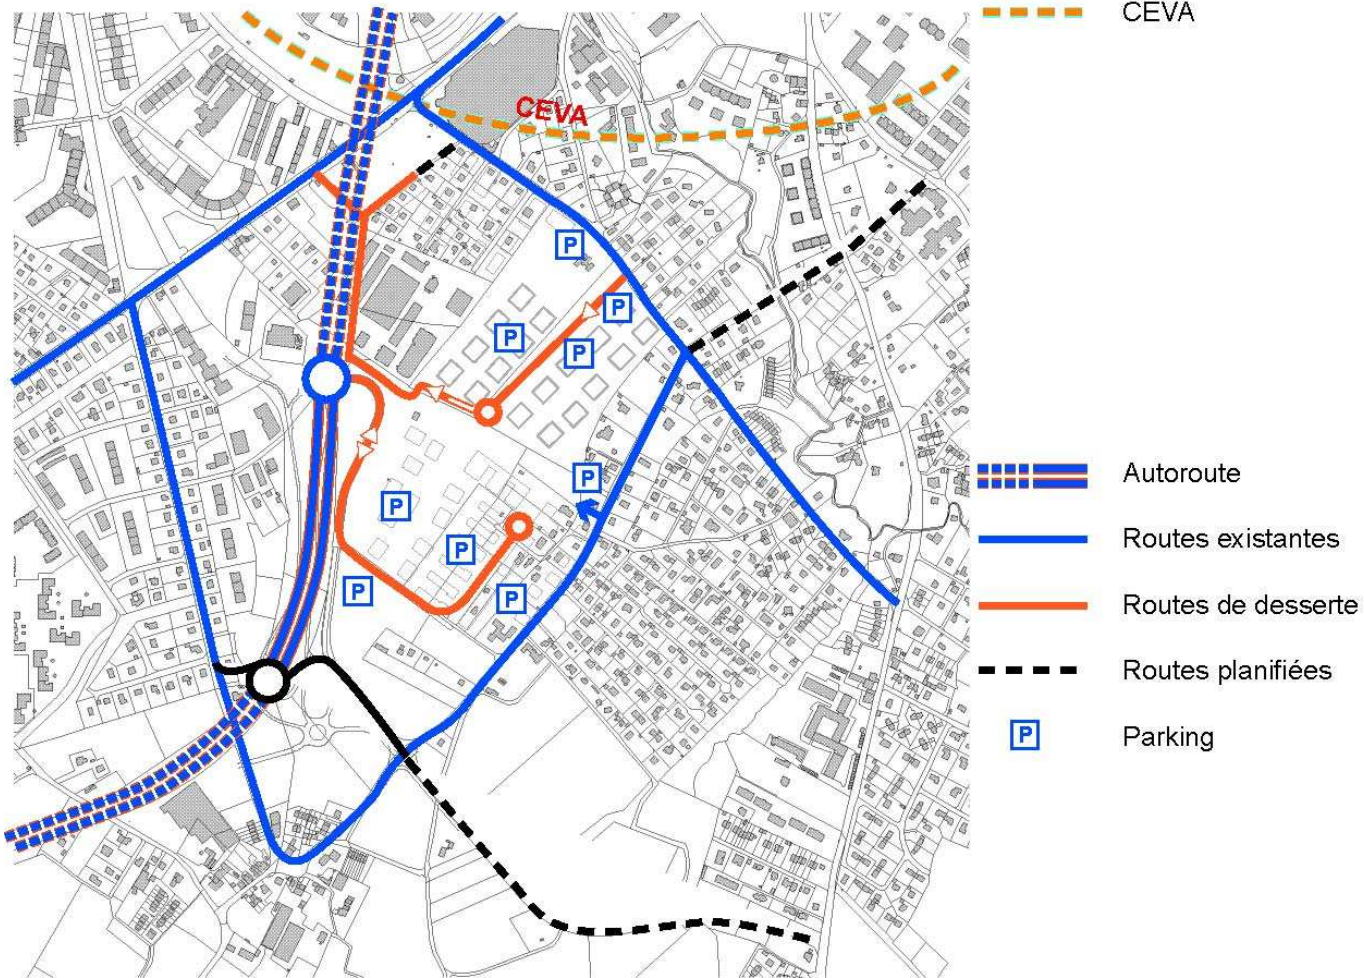 CEVA
CEVA
P
P
P
P
P
P
P
P
P
Autoroute
Routes existantes
Routes de desserte
Routes planifiées
P
Parking